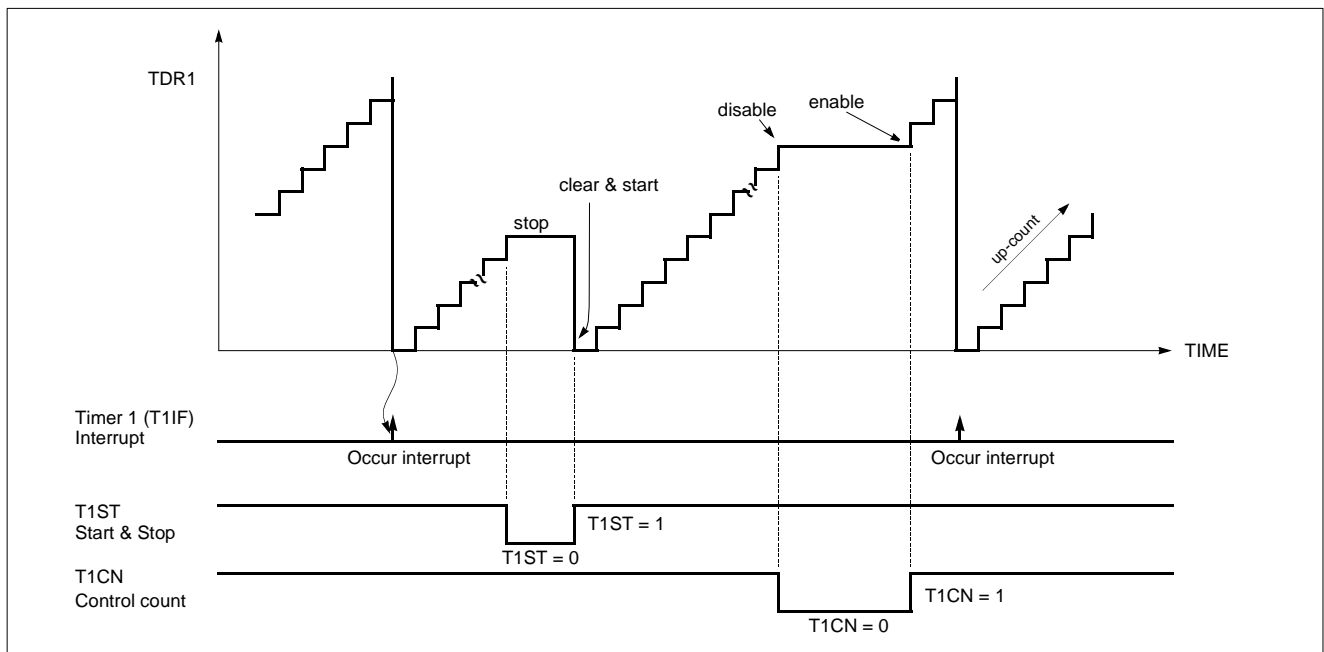 TDR1
disable
enable
clear & start
stop
up-count
TIME
Timer 1 (T1IF)
Interrupt
Occur interrupt
Occur interrupt
T1ST
Start & Stop
T1ST = 1
T1ST = 0
T1CN
Control count
T1CN = 1
T1CN = 0